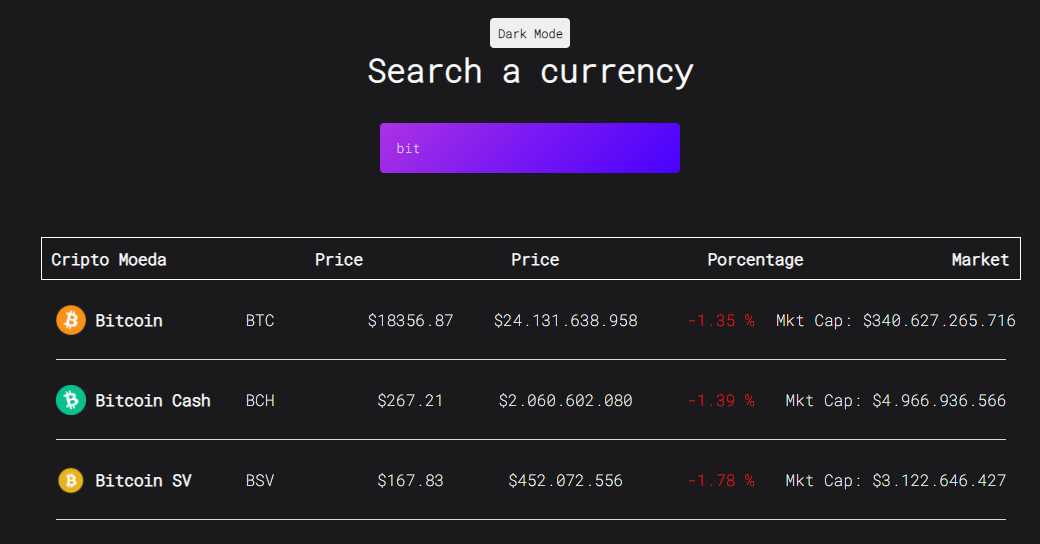 Dark Mode
Search a currency
bit
Cripto Moeda Price Price Porcentage Market
Bitcoin BTC $18356.87 $24.131.638.958 -1.35 % Mkt Cap: $340.627.265.716
Bitcoin Cash BCH $267.21 $2.060.602.080 -1.39 % Mkt Cap: $4.966.936.566
Bitcoin SV BSV $167.83 $452.072.556 -1.78 % Mkt Cap: $3.122.646.427